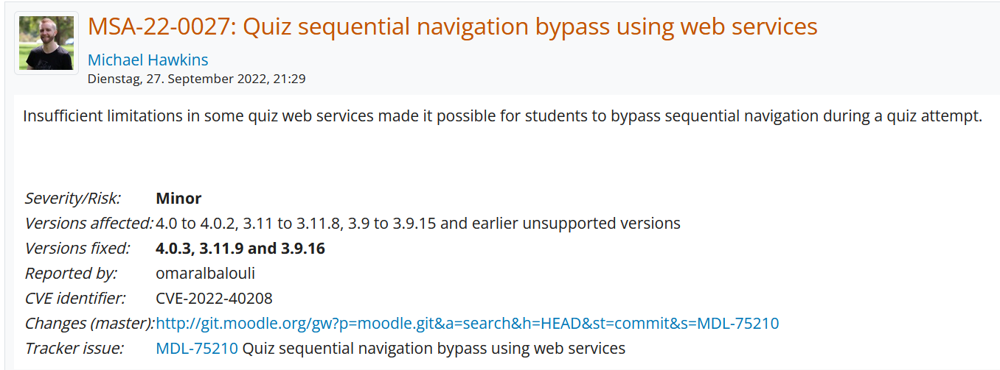 MSA-22-0027: Quiz sequential navigation bypass using web services
Michael Hawkins
Dienstag, 27. September 2022, 21:29
Insufficient limitations in some quiz web services made it possible for students to bypass sequential navigation during a quiz attempt.
Severity/Risk: Minor
Versions affected: 4.0 to 4.0.2, 3.11 to 3.11.8, 3.9 to 3.9.15 and earlier unsupported versions
Versions fixed: 4.0.3, 3.11.9 and 3.9.16
Reported by: omaralbalouli
CVE identifier: CVE-2022-40208
Changes (master): http://git.moodle.org/gw?p=moodle.git&a=search&h=HEAD&st=commit&s=MDL-75210
Tracker issue: MDL-75210 Quiz sequential navigation bypass using web services